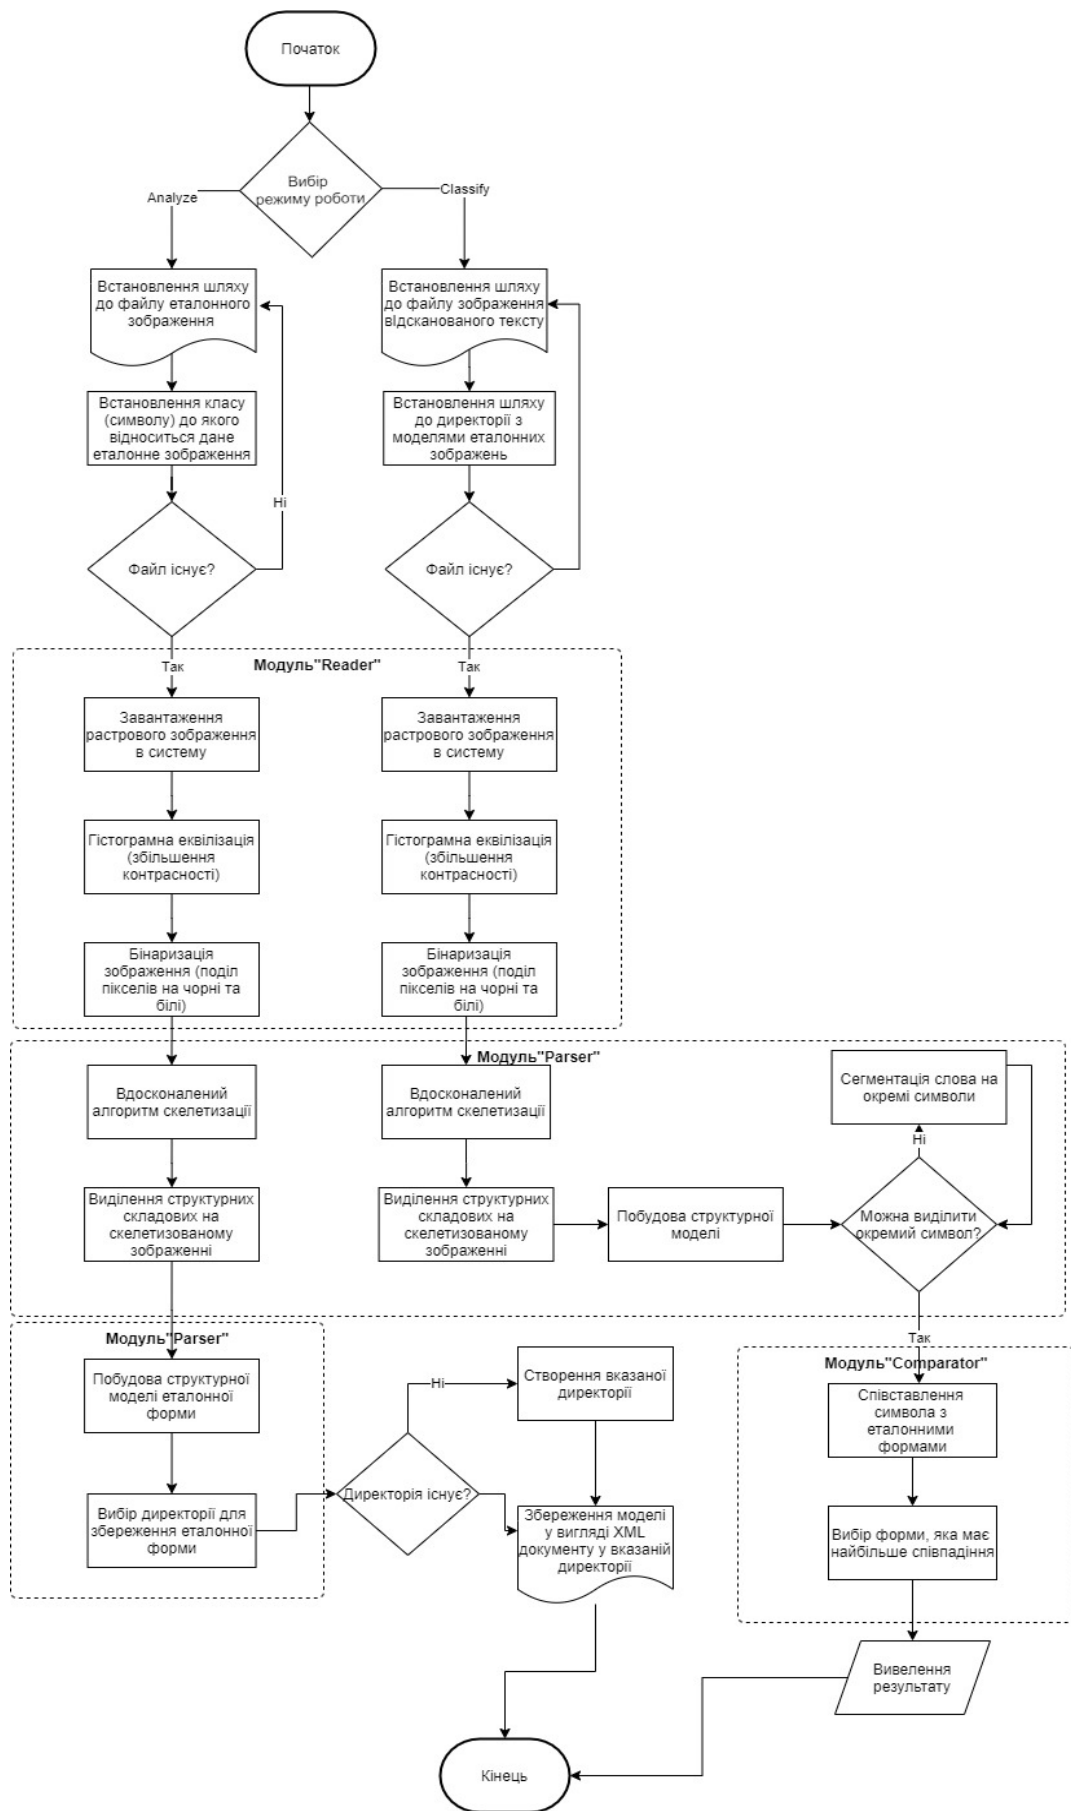 Початок
Вибір
режиму роботи
Analyze
Classify
Встановлення шляху
до файлу еталонного
зображення
Встановлення шляху
до файлу зображення
відсканованого тексту
Встановлення класу
(символу) до якого
відноситься дане
еталонне зображення
Встановлення шляху
до директорії з
моделями еталонних
зображень
Ні
Файл існує?
Файл існує?
Так
Модуль"Reader"
Так
Завантаження
растрового зображення
в систему
Завантаження
растрового зображення
в систему
Гістограмна еквілізація
(збільшення
контрасності)
Гістограмна еквілізація
(збільшення
контрасності)
Бінаризація
зображення (поділ
пікселів на чорні та
білі)
Бінаризація
зображення (поділ
пікселів на чорні та
білі)
Модуль"Parser"
Вдосконалений
алгоритм скелетизації
Вдосконалений
алгоритм скелетизації
Сегментація слова на
окремі символи
Ні
Виділення структурних
складових на
скелетизованому
зображенні
Виділення структурних
складових на
скелетизованому
зображенні
Побудова структурної
моделі
Можна виділити
окремий символ?
Так
Модуль"Parser"
Побудова структурної
моделі еталонної
форми
Вибір директорії для
збереження еталонної
форми
Директорія існує?
Ні
Створення вказаної
директорії
Збереження моделі
у вигляді XML
документу у вказаній
директорії
Модуль"Comparator"
Співставлення
символа з
еталонними
формами
Вибір форми, яка має
найбільше співпадіння
Вивелення
результату
Кінець